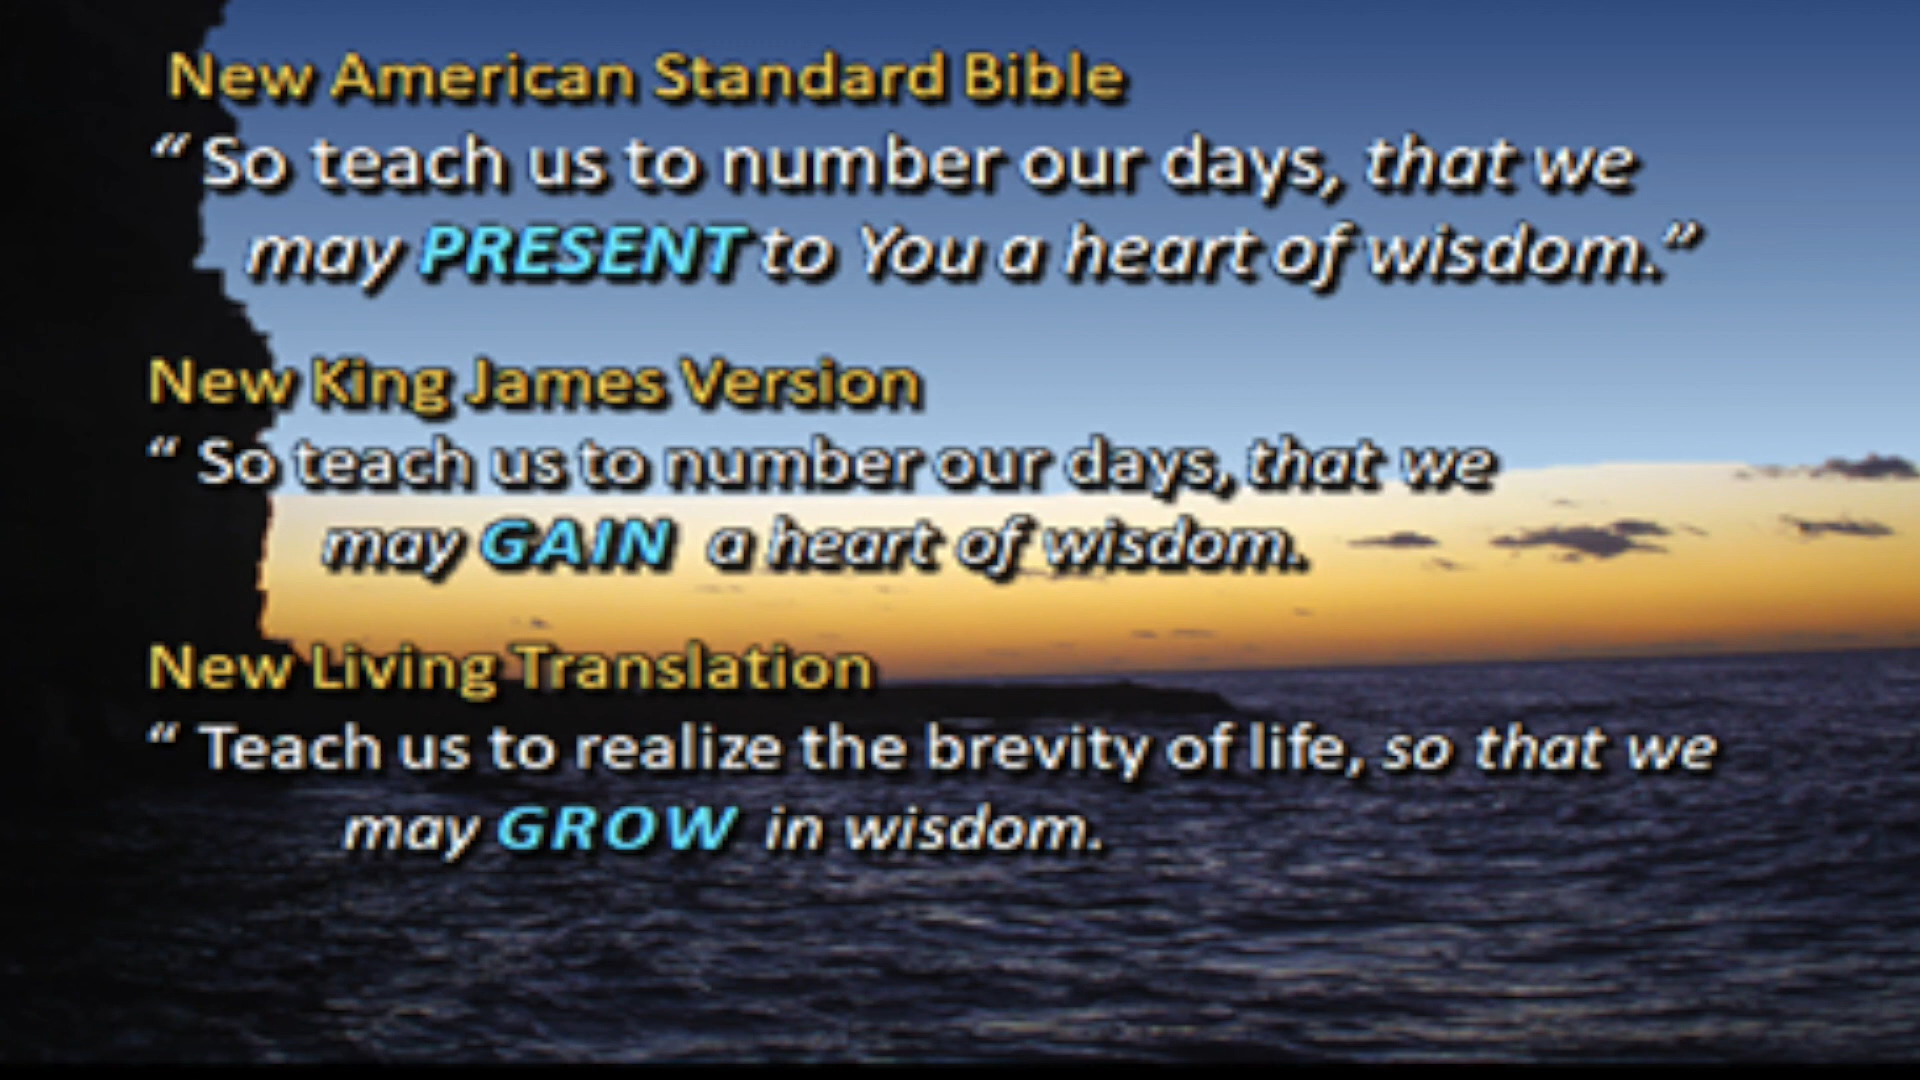 New American Standard Bible
“ So teach us to number our days, that we
may PRESENT to You a heart of wisdom.”
New King James Version
“ So teach us to number our days, that we
may GAIN a heart of wisdom.
New Living Translation
“ Teach us to realize the brevity of life, so that we
may GROW in wisdom.